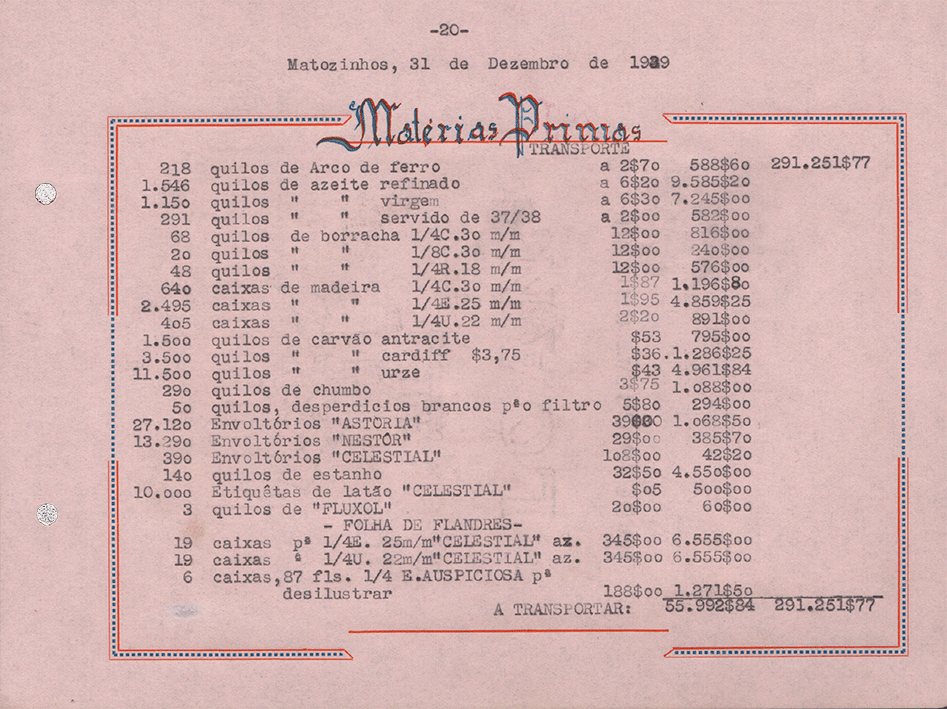 -20-
Matozinhos, 31 de Dezembro de 1939
Matérias Primas
TRANSPORTE
218 quilos de Arco de ferro a 2$7o 588$6o 291.251$77
1.546 quilos de azeite refinado a 6$2o 9.585$2o
1.15o quilos " " virgem a 6$3o 7.245$oo
291 quilos " " servido de 37/38 a 2$oo 582$oo
68 quilos de borracha 1/4C.3o m/m 12$oo 816$oo
2o quilos " " 1/8C.3o m/m 12$oo 24o$oo
48 quilos " " 1/4R.18 m/m 12$oo 576$oo
64o caixas de madeira 1/4C.3o m/m 1$87 1.196$8o
2.495 caixas " " 1/4E.25 m/m 1$95 4.859$25
4o5 caixas " " 1/4U.22 m/m 2$2o 891$oo
1.5oo quilos de carvão antracite $53 795$oo
3.5oo quilos " " cardiff $3,75 $36.1.286$25
11.5oo quilos " " urze $43 4.961$84
29o quilos de chumbo 3$75 1.o88$oo
5o quilos, desperdicios brancos pªo filtro 5$8o 294$oo
27.12o Envoltórios "ASTÓRIA" 1.o68$5o
13.29o Envoltórios "NESTOR" 29$oo 385$7o
39o Envoltórios "CELESTIAL" 1o8$oo 42$2o
14o quilos de estanho 32$5o 4.55o$oo
1o.ooo Etiquêtas de latão "CELESTIAL" $o5 5oo$oo
3 quilos de "FLUXOL" 2o$oo 6o$oo
- FOLHA DE FLANDRES-
19 caixas pª 1/4E. 25m/m"CELESTIAL" az. 345$oo 6.555$oo
19 caixas ª 1/4U. 22m/m"CELESTIAL" az. 345$oo 6.555$oo
6 caixas,87 fls. 1/4 E.AUSPICIOSA pª
desilustrar 188$oo 1.271$5o
A TRANSPORTAR: 55.992$84 291.251$77